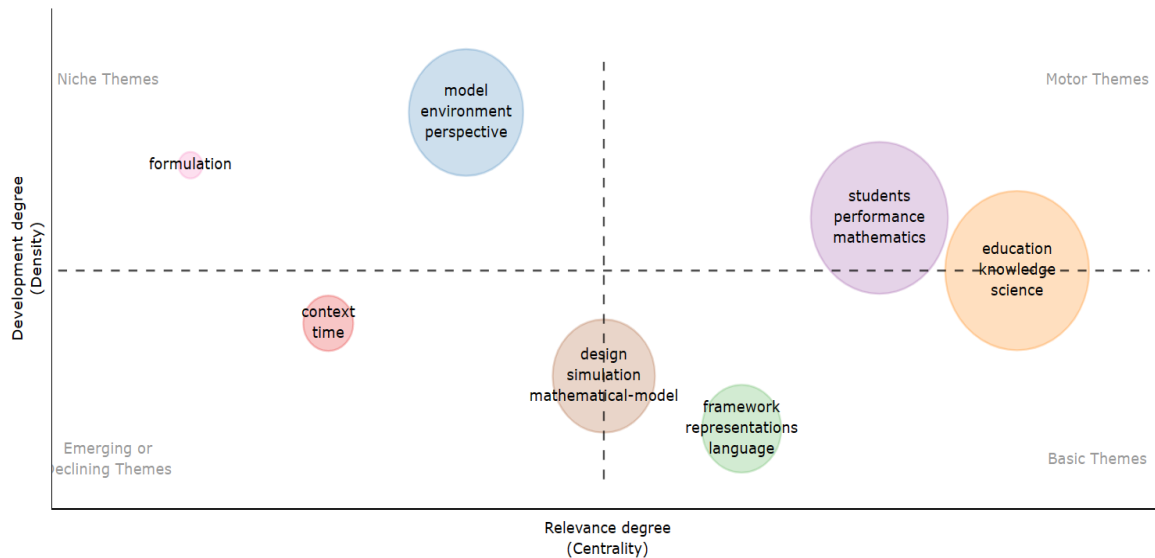 Niche Themes
Motor Themes
model
environment
perspective
formulation
students
performance
mathematics
education
knowledge
science
context
time
design
simulation
mathematical-model
framework
representations
language
Emerging or
Declining Themes
Basic Themes
Development degree
(Density)
Relevance degree
(Centrality)